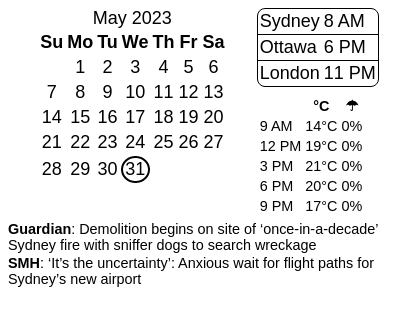 May 2023
Su Mo Tu We Th Fr Sa
1 2 3 4 5 6
7 8 9 10 11 12 13
14 15 16 17 18 19 20
21 22 23 24 25 26 27
28 29 30 31
Sydney 8 AM
Ottawa 6 PM
London 11 PM
°C ☂
9 AM 14°C 0%
12 PM 19°C 0%
3 PM 21°C 0%
6 PM 20°C 0%
9 PM 17°C 0%
Guardian: Demolition begins on site of ‘once-in-a-decade’
Sydney fire with sniffer dogs to search wreckage
SMH: ‘It’s the uncertainty’: Anxious wait for flight paths for
Sydney’s new airport